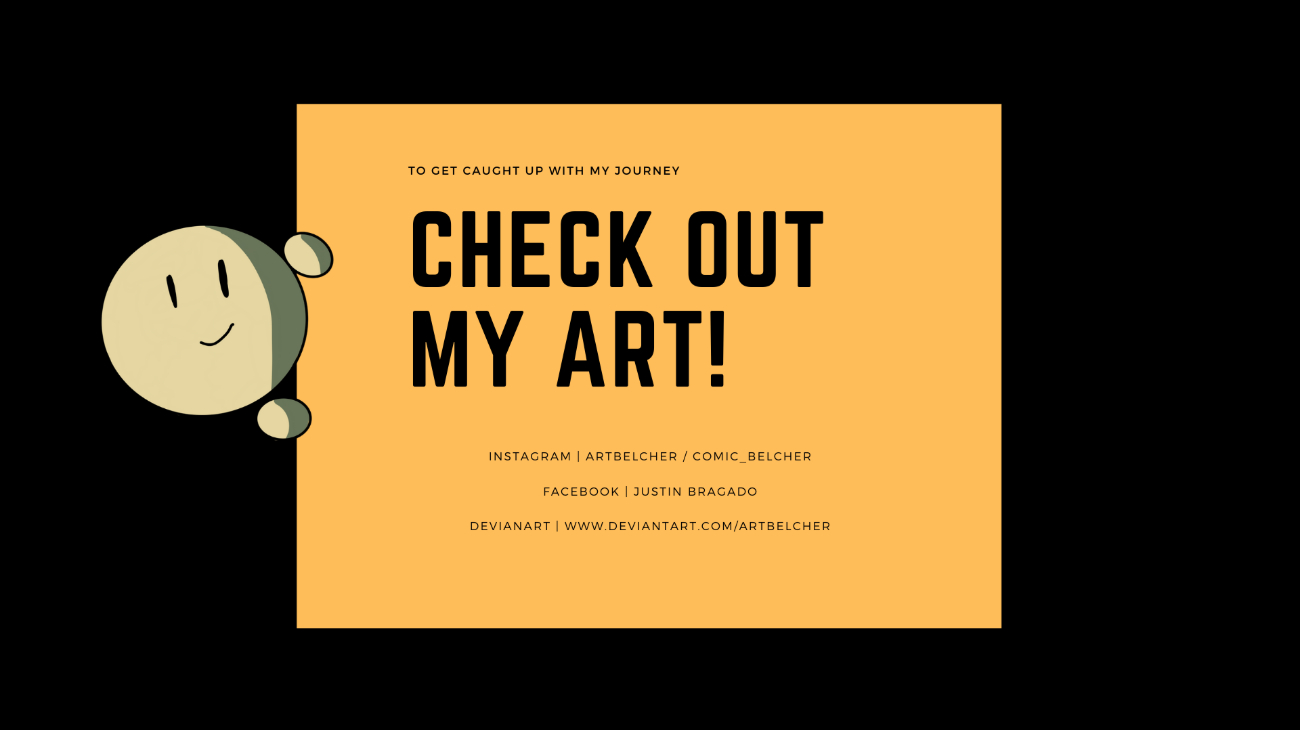 TO GET CAUGHT UP WITH MY JOURNEY
CHECK OUT
MY ART!
INSTAGRAM | ARTBELCHER / COMIC_BELCHER
FACEBOOK | JUSTIN BRAGADO
DEVIANART | WWW.DEVIANTART.COM/ARTBELCHER